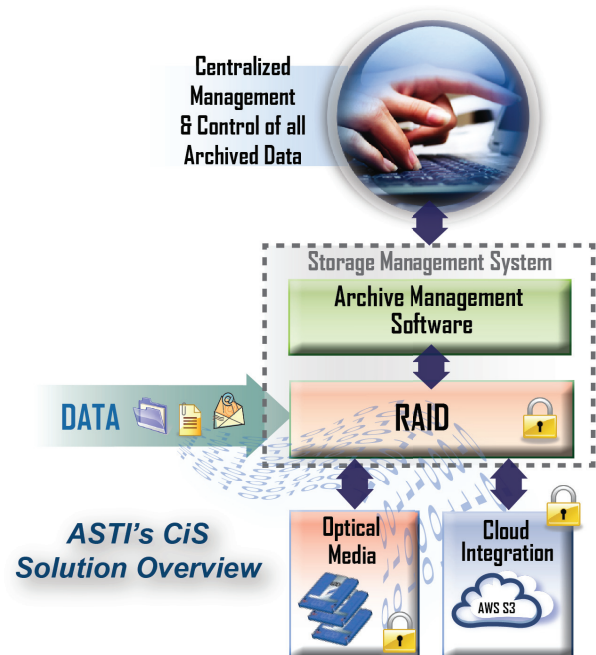 Centralized
Management
& Control of all
Archived Data
Storage Management System
Archive Management
Software
DATA
RAID
ASTI's CiS
Solution Overview
Optical
Media
Cloud
Integration
AWS S3